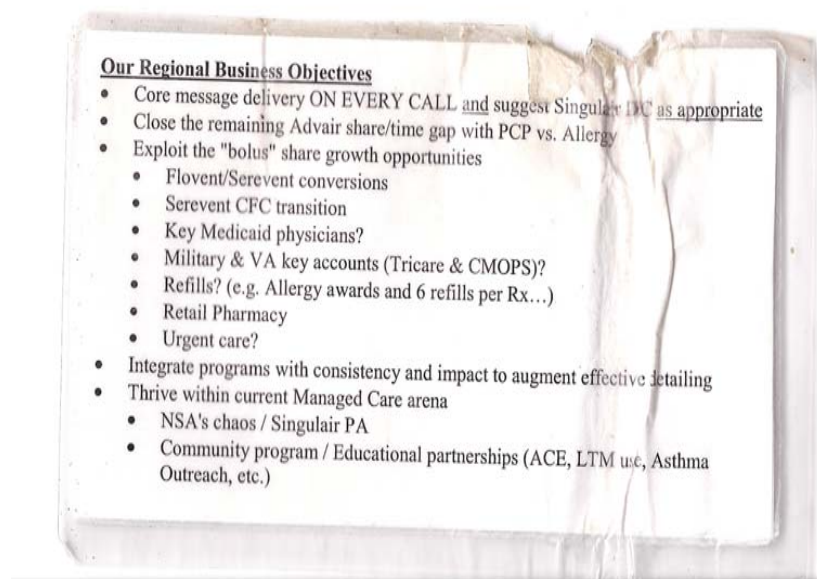 Our Regional Business Objectives
• Core message delivery ON EVERY CALL and suggest Singulair DC as appropriate
• Close the remaining Advair share/time gap with PCP vs. Allergy
• Exploit the "bolus" share growth opportunities
• Flovent/Serevent conversions
• Serevent CFC transition
• Key Medicaid physicians?
• Military & VA key accounts (Tricare & CMOPS)?
• Refills? (e.g. Allergy awards and 6 refills per Rx…)
• Retail Pharmacy
• Urgent care?
• Integrate programs with consistency and impact to augment effective detailing
• Thrive within current Managed Care arena
• NSA's chaos / Singulair PA
• Community program / Educational partnerships (ACE, LTM use, Asthma
Outreach, etc.)